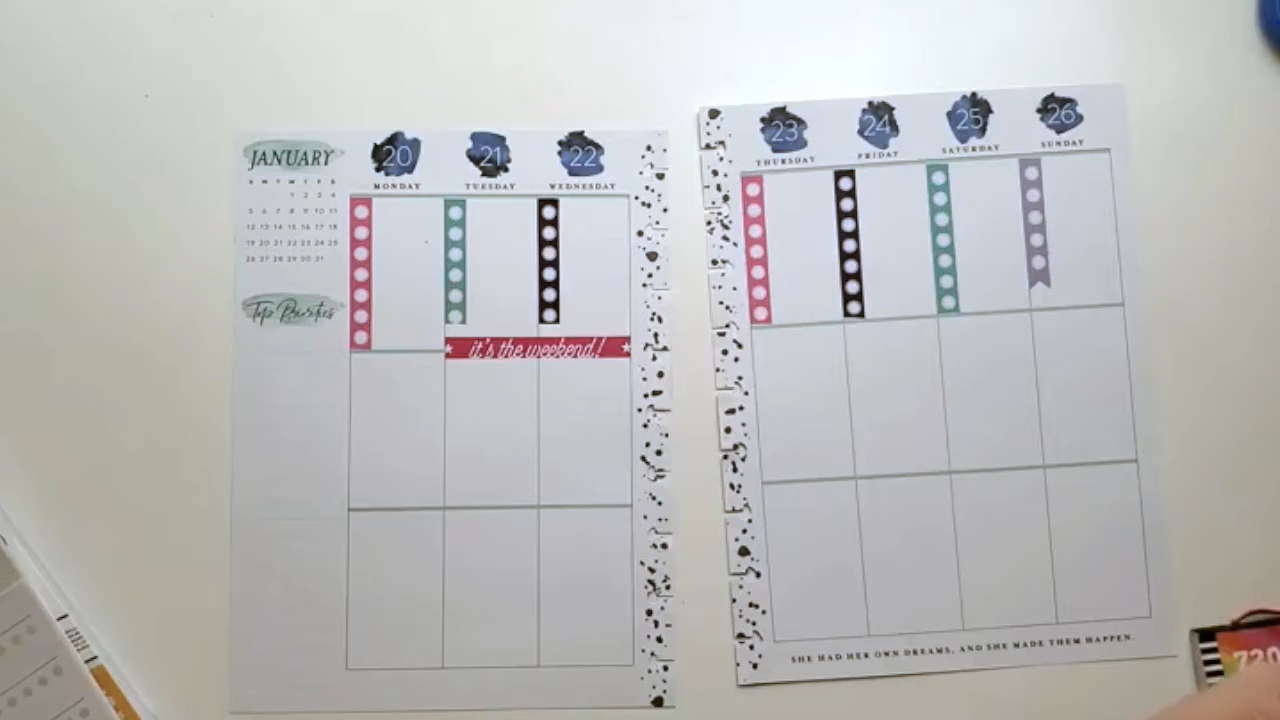 JANUARY
S M T W T F S
1 2 3 4
5 6 7 8 9 10 11
12 13 14 15 16 17 18
19 20 21 22 23 24 25
26 27 28 29 30 31
Top Priorities
20 21 22
MONDAY TUESDAY WEDNESDAY
it's the weekend!
23 24 25 26
THURSDAY FRIDAY SATURDAY SUNDAY
SHE HAD HER OWN DREAMS, AND SHE MADE THEM HAPPEN.
720